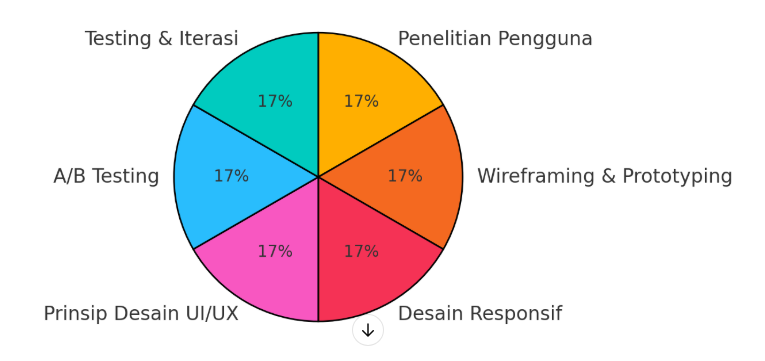 Testing & Iterasi
Penelitian Pengguna
17%
17%
A/B Testing
17%
17%
Wireframing & Prototyping
17%
17%
Prinsip Desain UI/UX
Desain Responsif